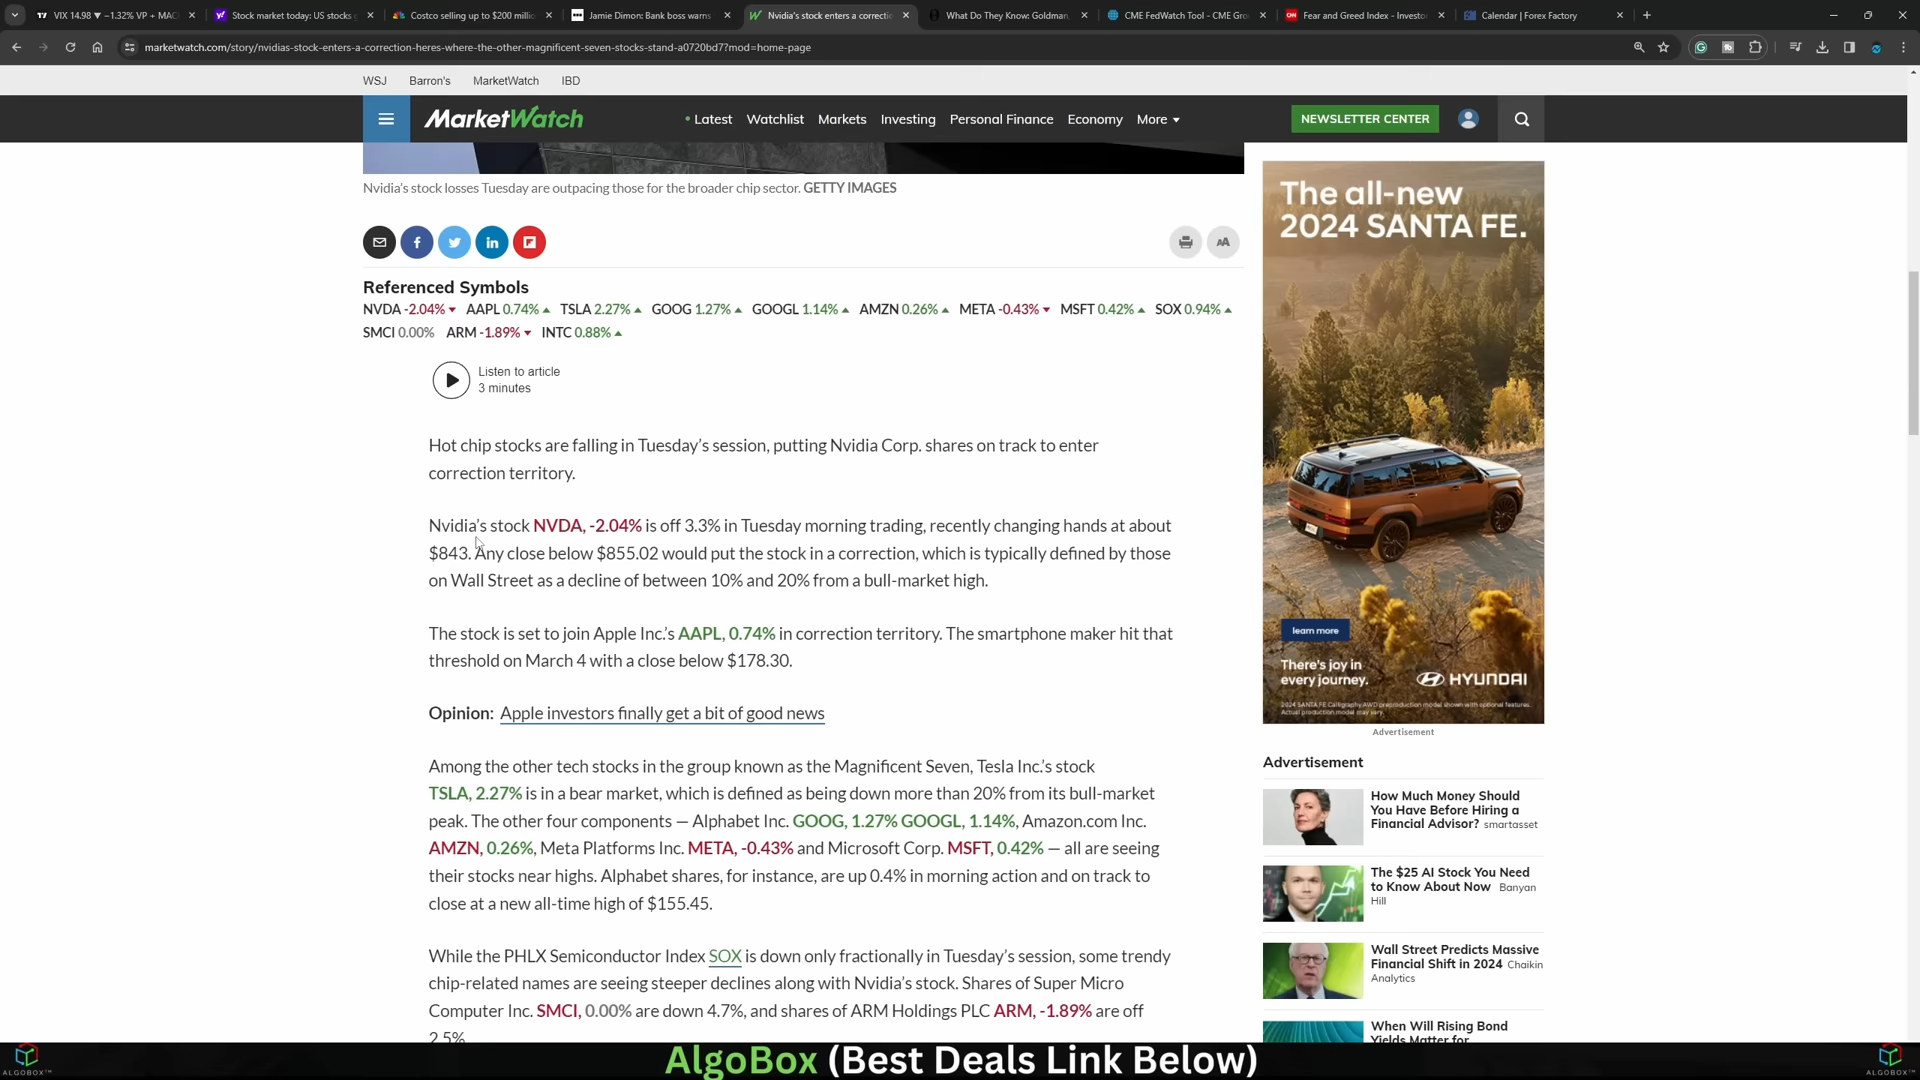 VIX 14.98 ▼ −1.32% VP + MAC
Stock market today: US stocks
Costco selling up to $200 millio
Jamie Dimon: Bank boss warns
Nvidia's stock enters a correctio
What Do They Know: Goldman,
CME FedWatch Tool - CME Gro
Fear and Greed Index - Investo
Calendar | Forex Factory
marketwatch.com/story/nvidias-stock-enters-a-correction-heres-where-the-other-magnificent-seven-stocks-stand-a0720bd7?mod=home-page
WSJ Barron's MarketWatch IBD
MarketWatch
• Latest Watchlist Markets Investing Personal Finance Economy More
NEWSLETTER CENTER
Nvidia's stock losses Tuesday are outpacing those for the broader chip sector. GETTY IMAGES
Referenced Symbols
NVDA -2.04% AAPL 0.74% TSLA 2.27% GOOG 1.27% GOOGL 1.14% AMZN 0.26% META -0.43% MSFT 0.42% SOX 0.94%
SMCI 0.00% ARM -1.89% INTC 0.88%
Listen to article
3 minutes
Hot chip stocks are falling in Tuesday's session, putting Nvidia Corp. shares on track to enter
correction territory.
Nvidia's stock NVDA, -2.04% is off 3.3% in Tuesday morning trading, recently changing hands at about
$843. Any close below $855.02 would put the stock in a correction, which is typically defined by those
on Wall Street as a decline of between 10% and 20% from a bull-market high.
The stock is set to join Apple Inc.'s AAPL, 0.74% in correction territory. The smartphone maker hit that
threshold on March 4 with a close below $178.30.
Opinion: Apple investors finally get a bit of good news
Among the other tech stocks in the group known as the Magnificent Seven, Tesla Inc.'s stock
TSLA, 2.27% is in a bear market, which is defined as being down more than 20% from its bull-market
peak. The other four components — Alphabet Inc. GOOG, 1.27% GOOGL, 1.14%, Amazon.com Inc.
AMZN, 0.26%, Meta Platforms Inc. META, -0.43% and Microsoft Corp. MSFT, 0.42% — all are seeing
their stocks near highs. Alphabet shares, for instance, are up 0.4% in morning action and on track to
close at a new all-time high of $155.45.
While the PHLX Semiconductor Index SOX is down only fractionally in Tuesday's session, some trendy
chip-related names are seeing steeper declines along with Nvidia's stock. Shares of Super Micro
Computer Inc. SMCI, 0.00% are down 4.7%, and shares of ARM Holdings PLC ARM, -1.89% are off
2.5%.
The all-new
2024 SANTA FE.
learn more
There's joy in
every journey.
HYUNDAI
2024 SANTA FE Calligraphy AWD preproduction model shown with optional features.
Actual production model may vary.
Advertisement
Advertisement
How Much Money Should
You Have Before Hiring a
Financial Advisor? smartasset
The $25 AI Stock You Need
to Know About Now Banyan
Hill
Wall Street Predicts Massive
Financial Shift in 2024 Chaikin
Analytics
When Will Rising Bond
Yields Matter for
AlgoBox (Best Deals Link Below)
ALGOBOX™
ALGOBOX™